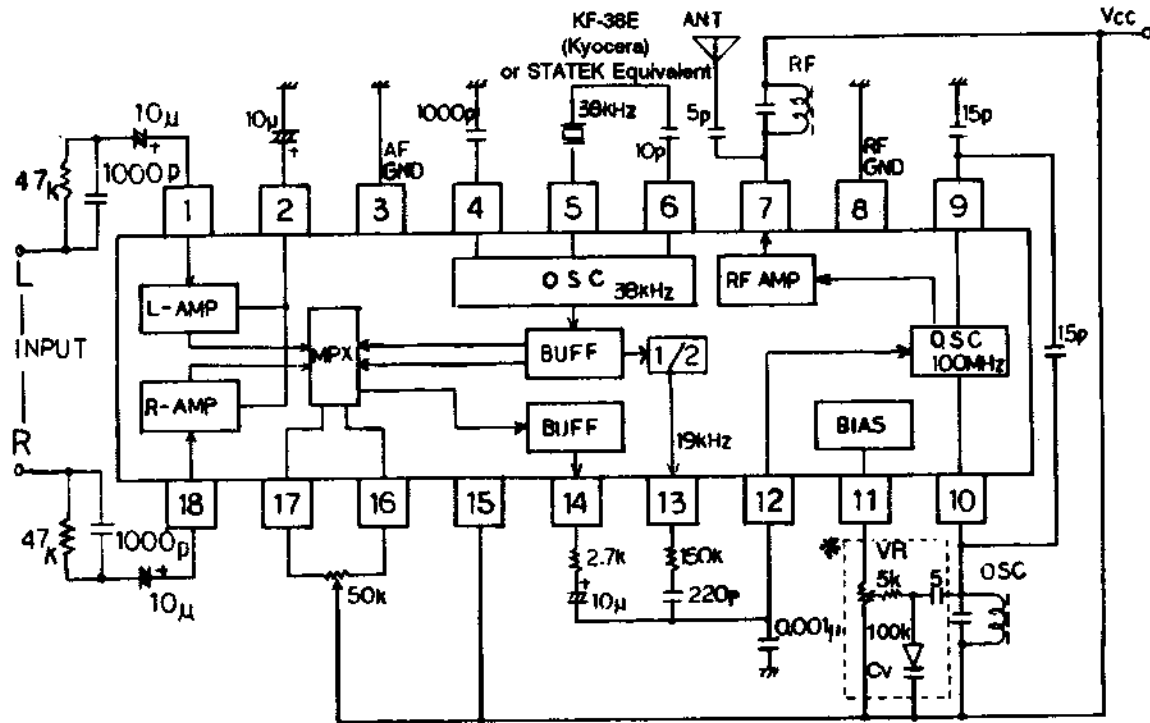 KF-38E
(Kyocera)
or STATEK Equivalent
ANT
Vcc
RF
10μ
10μ
1000p
38kHz
5p
15p
47k
1000p
AF
GND
10p
RF
GND
1
2
3
4
5
6
7
8
9
L
INPUT
R
L-AMP
OSC
38kHz
RF AMP
MPX
BUFF
1/2
OSC
100MHz
15p
R-AMP
BUFF
19kHz
BIAS
18
17
16
15
14
13
12
11
10
47k
1000p
10μ
50k
2.7k
10μ
150k
220p
0.001μ
*
VR
5k
5
OSC
100k
Cv